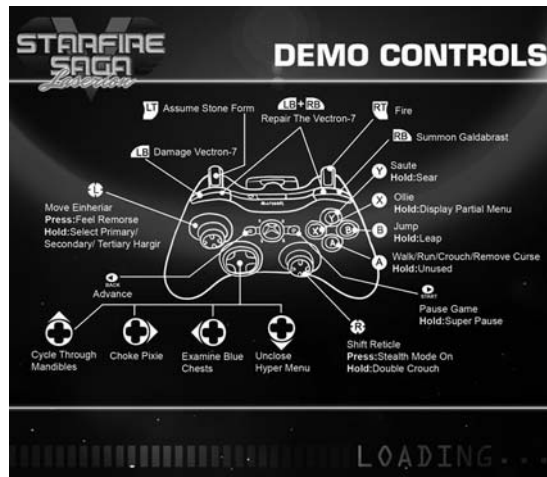 STARFIRE
SAGA
V
Laserion
DEMO CONTROLS
LT Assume Stone Form
LB + RB
Repair The Vectron-7
RT Fire
LB Damage Vectron-7
RB Summon Galdabrast
Y Saute
Hold:Sear
X Ollie
Hold:Display Partial Menu
B Jump
Hold:Leap
A Walk/Run/Crouch/Remove Curse
Hold:Unused
L
Move Einheriar
Press:Feel Remorse
Hold:Select Primary/
Secondary/ Tertiary Hargir
Y
X B
A
BACK
Advance
START
Pause Game
Hold:Super Pause
Cycle Through
Mandibles
Choke Pixie
Examine Blue
Chests
Unclose
Hyper Menu
R
Shift Reticle
Press:Stealth Mode On
Hold:Double Crouch
LOADING...